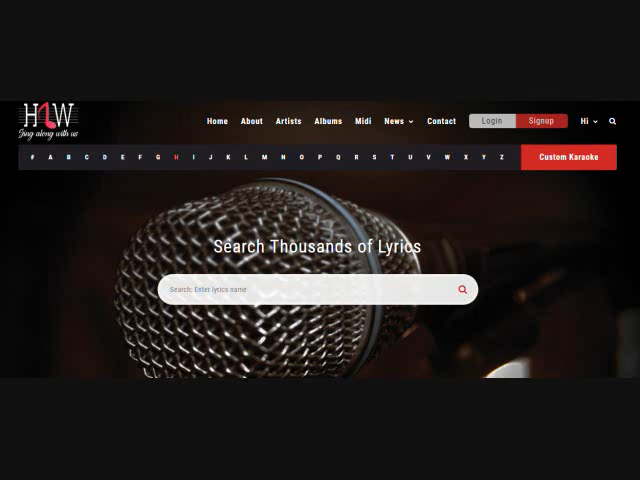 HLW
Sing along with us
Home About Artists Albums Midi News Contact Login Signup Hi
# A B C D E F G H I J K L M N O P Q R S T U V W X Y Z Custom Karaoke
Search Thousands of Lyrics
Search: Enter lyrics name